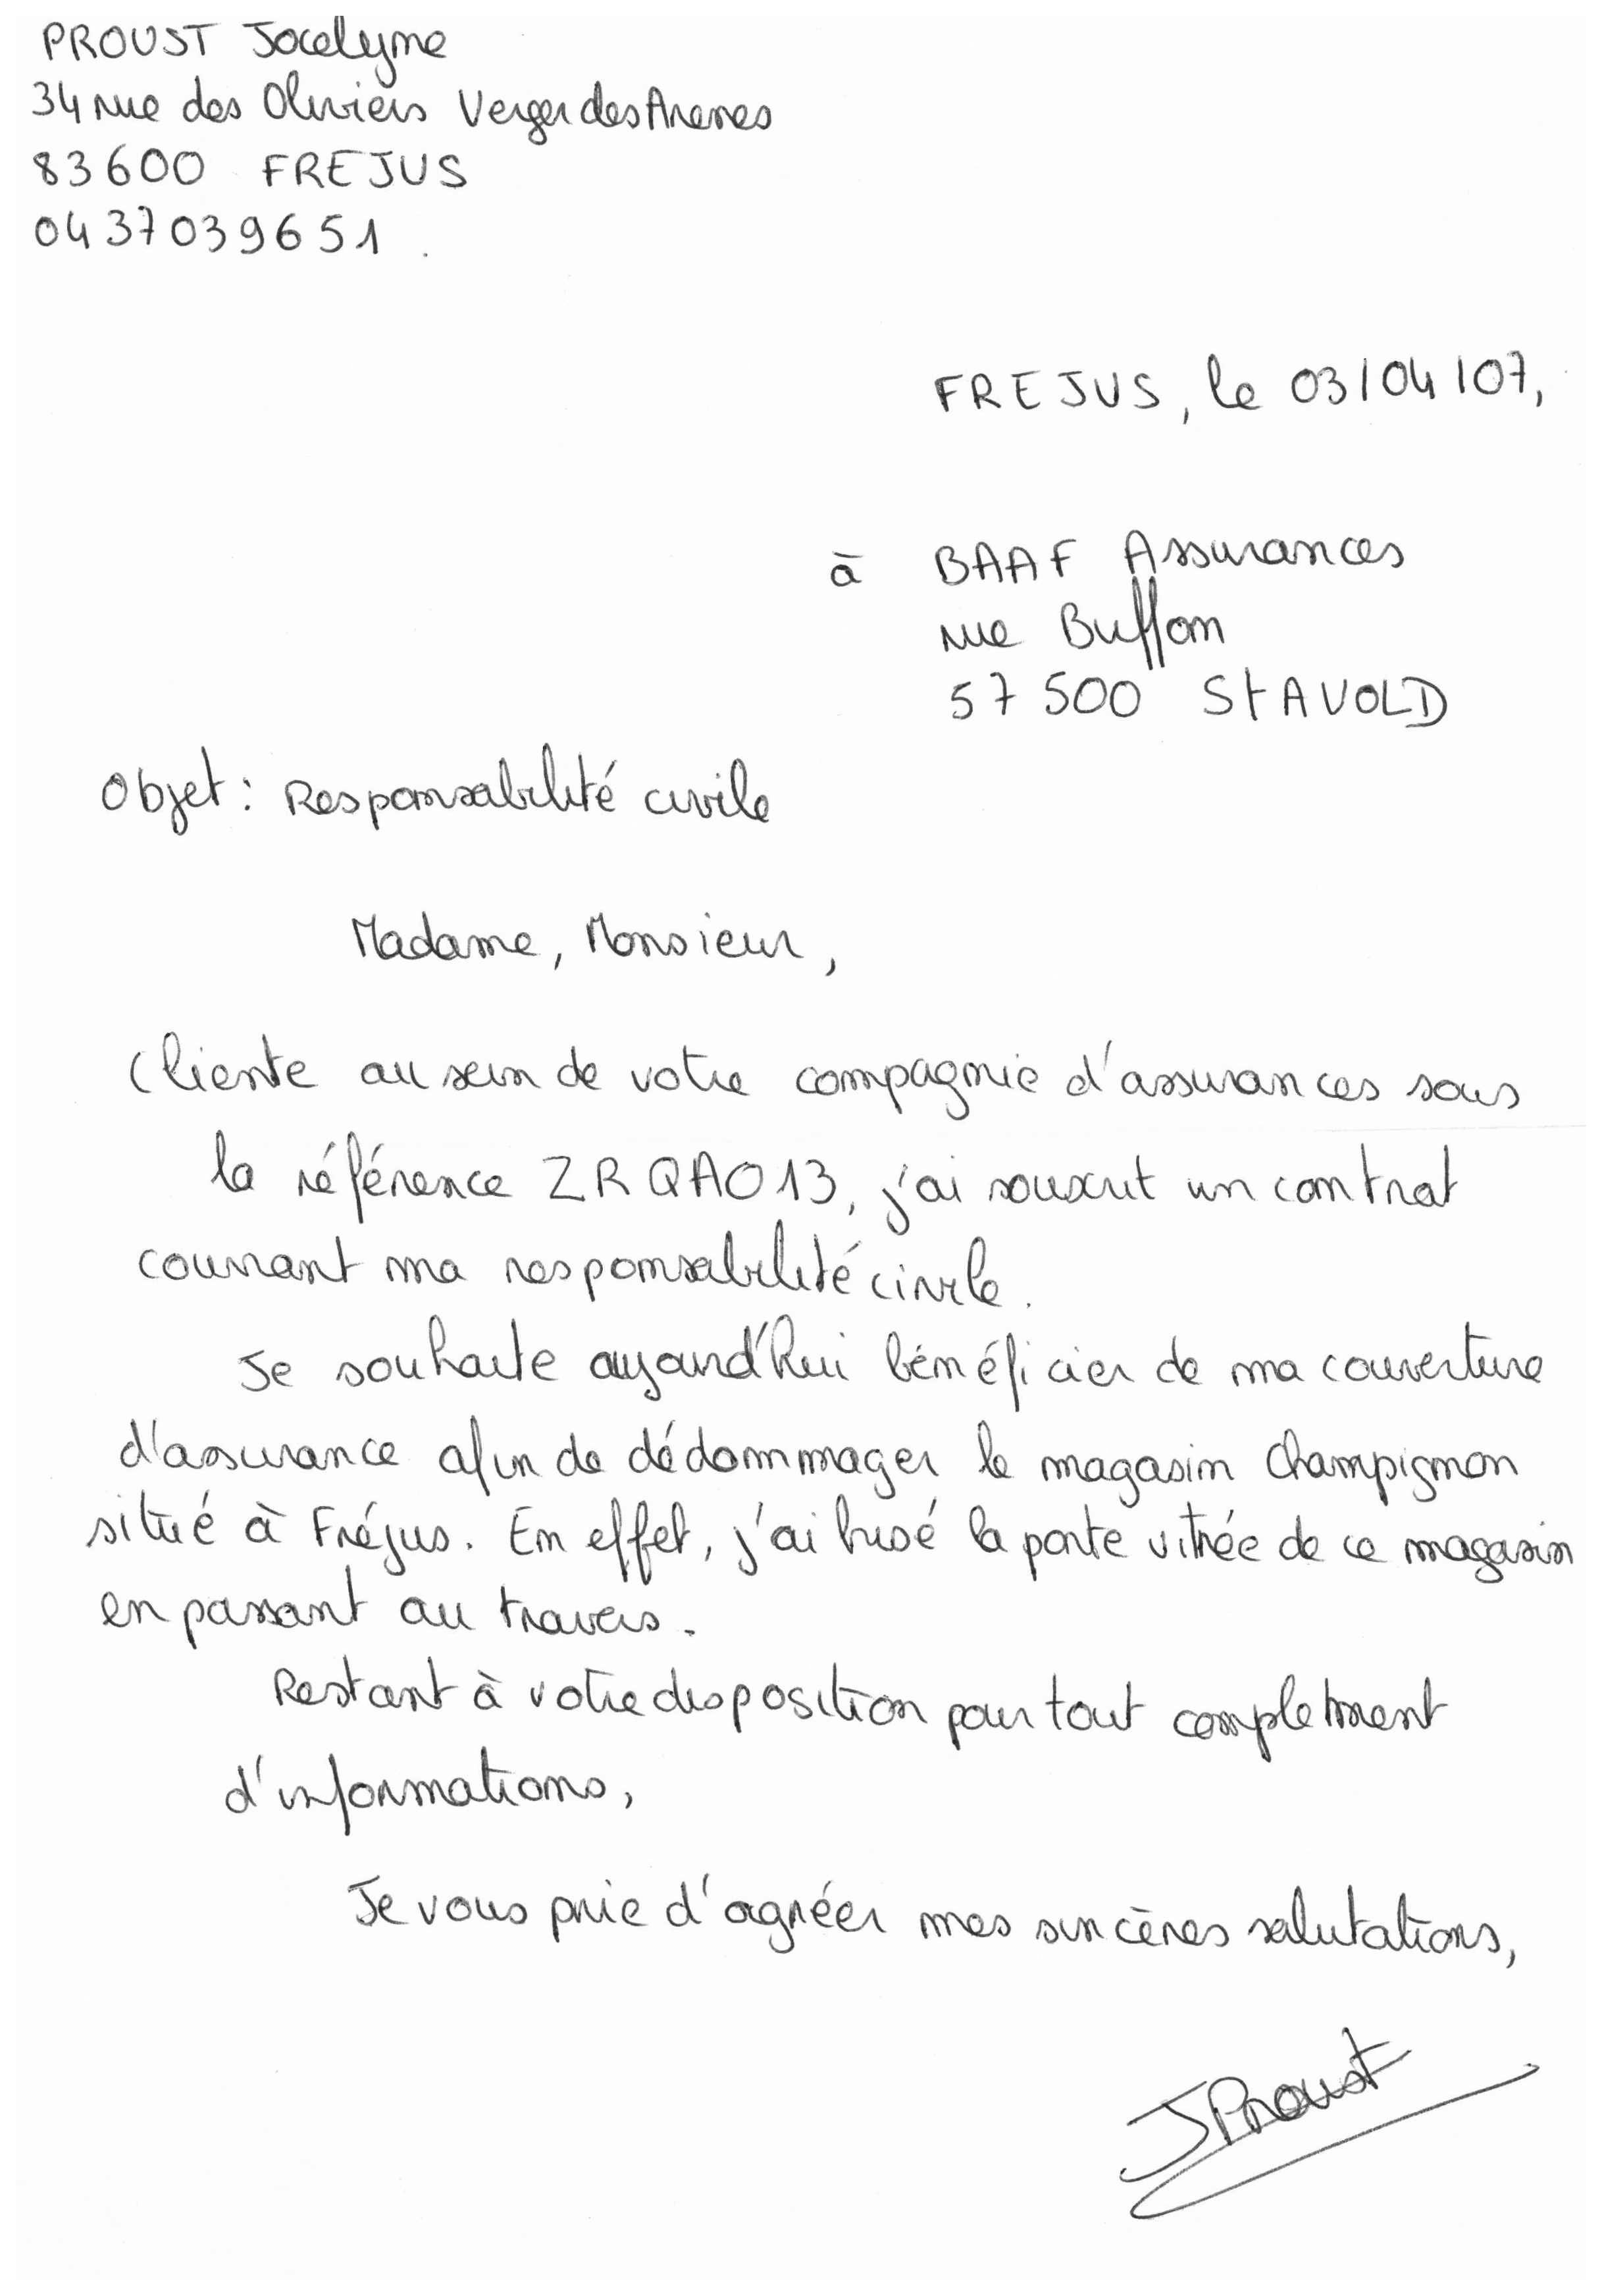 PROUST Jocelyne
34 rue des Oliviers Verger des Arenes
83600 FREJUS
0437039651.
FREJUS, le 03/04/07,
à BAAF Assurances
rue Buffon
57500 St AVOLD
Objet : Responsabilité civile
Madame, Monsieur,
Cliente au sein de votre compagnie d'assurances sous
la référence ZRQAO13, j'ai souscrit un contrat
couvrant ma responsabilité civile.
Je souhaite aujourd'hui bénéficier de ma couverture
d'assurance afin de dédommager le magasin Champignon
situé à Fréjus. En effet, j'ai brisé la porte vitrée de ce magasin
en passant au travers.
Restant à votre disposition pour tout complétment
d'informations,
Je vous prie d'agréer mes sincères salutations,
JProust